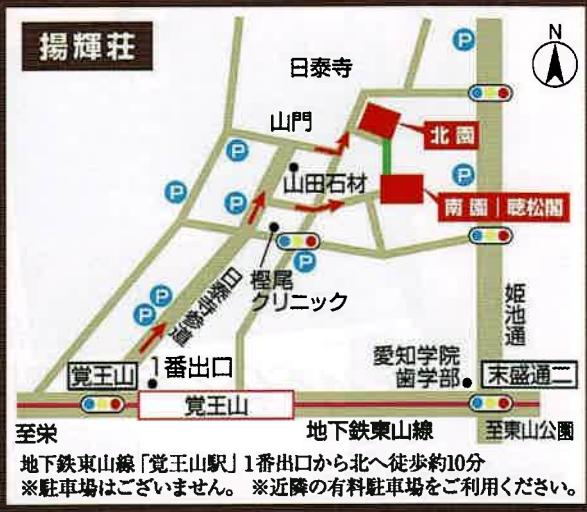 揚輝荘
N
P
日泰寺
山門
北園
P
P
山田石材
P
P
P
南園|聴松閣
樫尾
クリニック
P
日泰寺参道
姫池通
P
P
1番出口
愛知学院
歯学部
覚王山
末盛通二
覚王山
至栄
地下鉄東山線
至東山公園
地下鉄東山線「覚王山駅」1番出口から北へ徒歩約10分
※駐車場はございません。 ※近隣の有料駐車場をご利用ください。